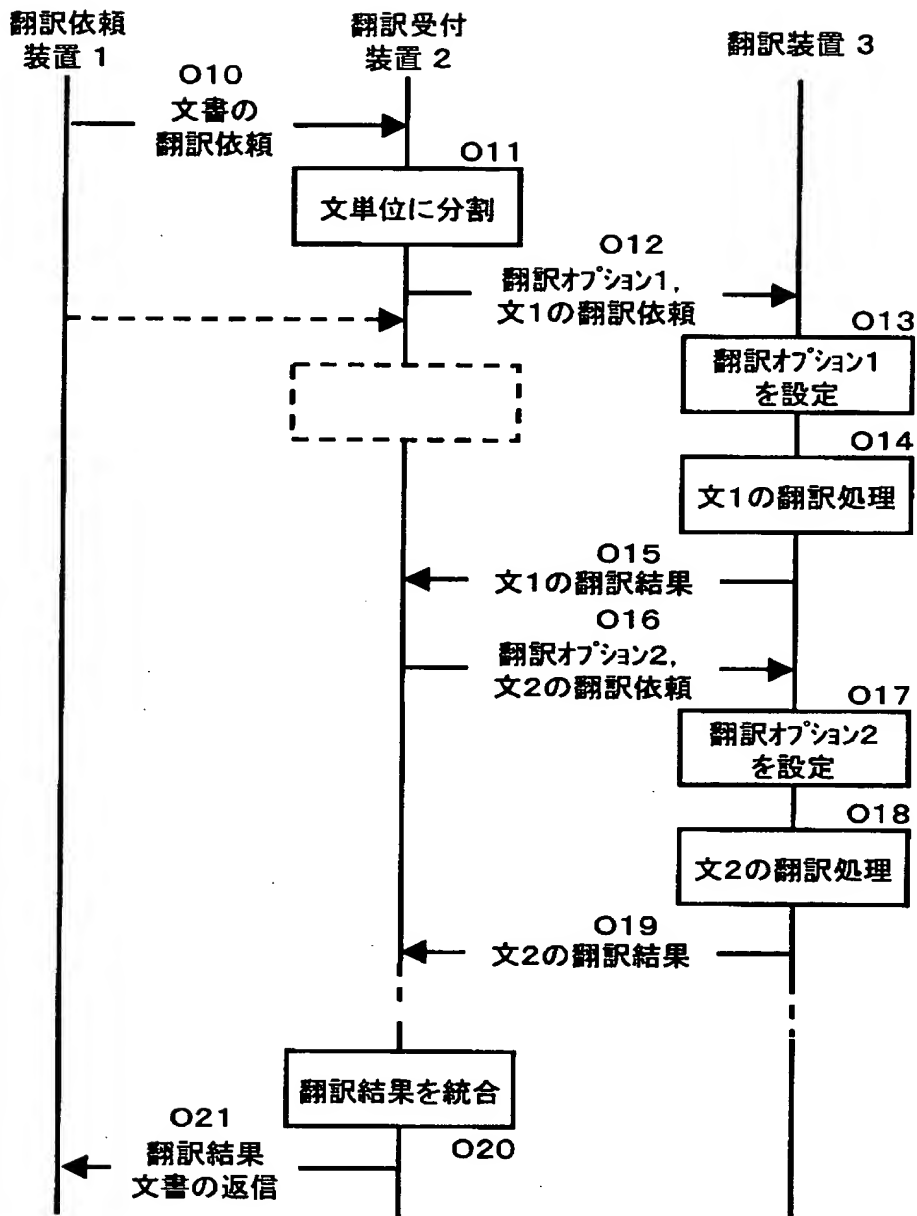 翻訳依頼
装置 1
翻訳受付
装置 2
翻訳装置 3
O10
文書の
翻訳依頼
O11
文単位に分割
O12
翻訳オプション1,
文1の翻訳依頼
O13
翻訳オプション1
を設定
O14
文1の翻訳処理
O15
文1の翻訳結果
O16
翻訳オプション2,
文2の翻訳依頼
O17
翻訳オプション2
を設定
O18
文2の翻訳処理
O19
文2の翻訳結果
翻訳結果を統合
O20
O21
翻訳結果
文書の返信